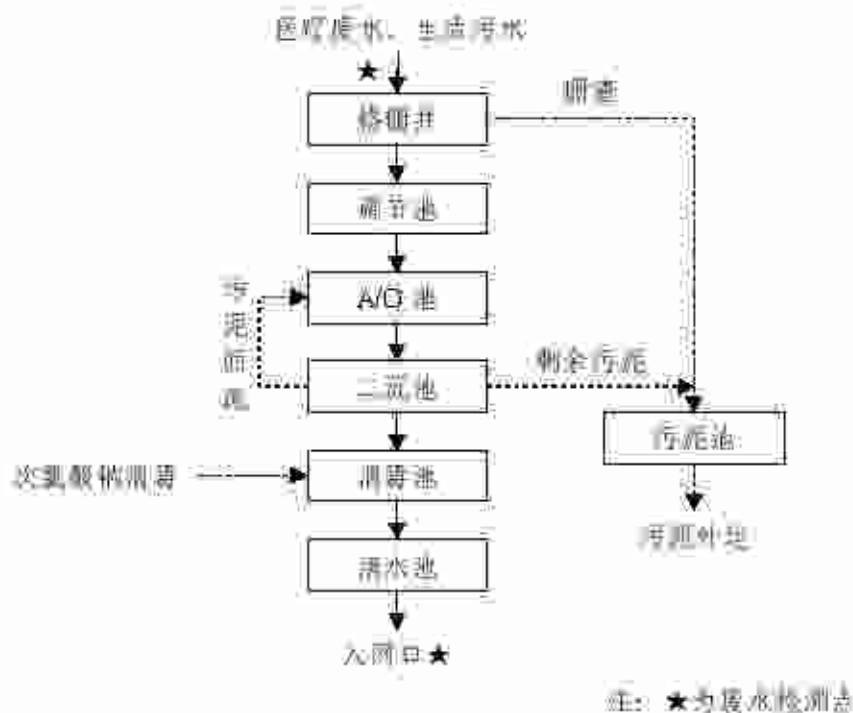 医疗废水、生活污水
★
栅渣
格栅井
调节池
A/O 池
污泥回流
剩余污泥
二沉池
污泥池
次氯酸钠消毒
消毒池
污泥外运
清水池
入网口★
注：★为废水检测点